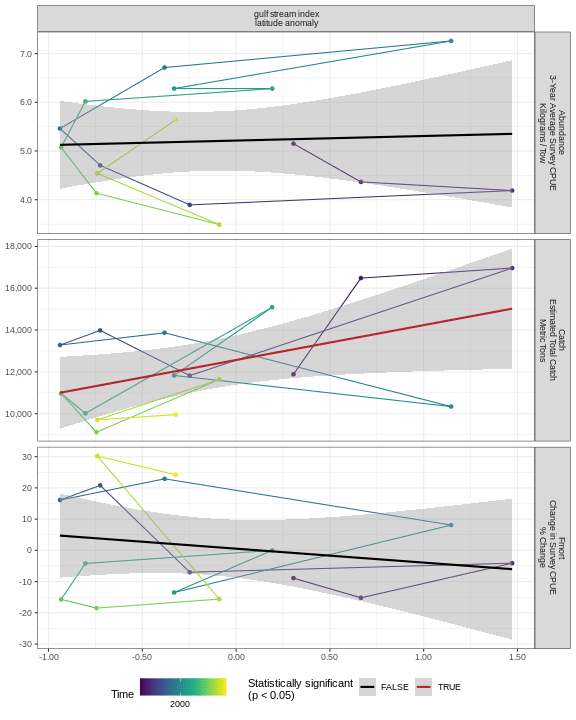 gulf stream index
latitude anomaly
7.0
6.0
5.0
4.0
Abundance
3-Year Average Survey CPUE
Kilograms / Tow
18,000
16,000
14,000
12,000
10,000
Catch
Estimated Total Catch
Metric Tons
30
20
10
0
-10
-20
-30
Fmort
Change in Survey CPUE
% Change
-1.00 -0.50 0.00 0.50 1.00 1.50
Time
2000
Statistically significant
(p < 0.05)
FALSE
TRUE